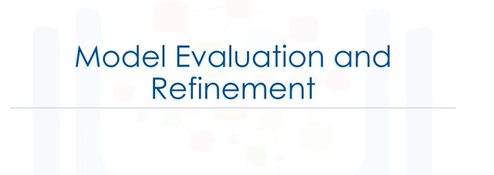 Model Evaluation and
Refinement